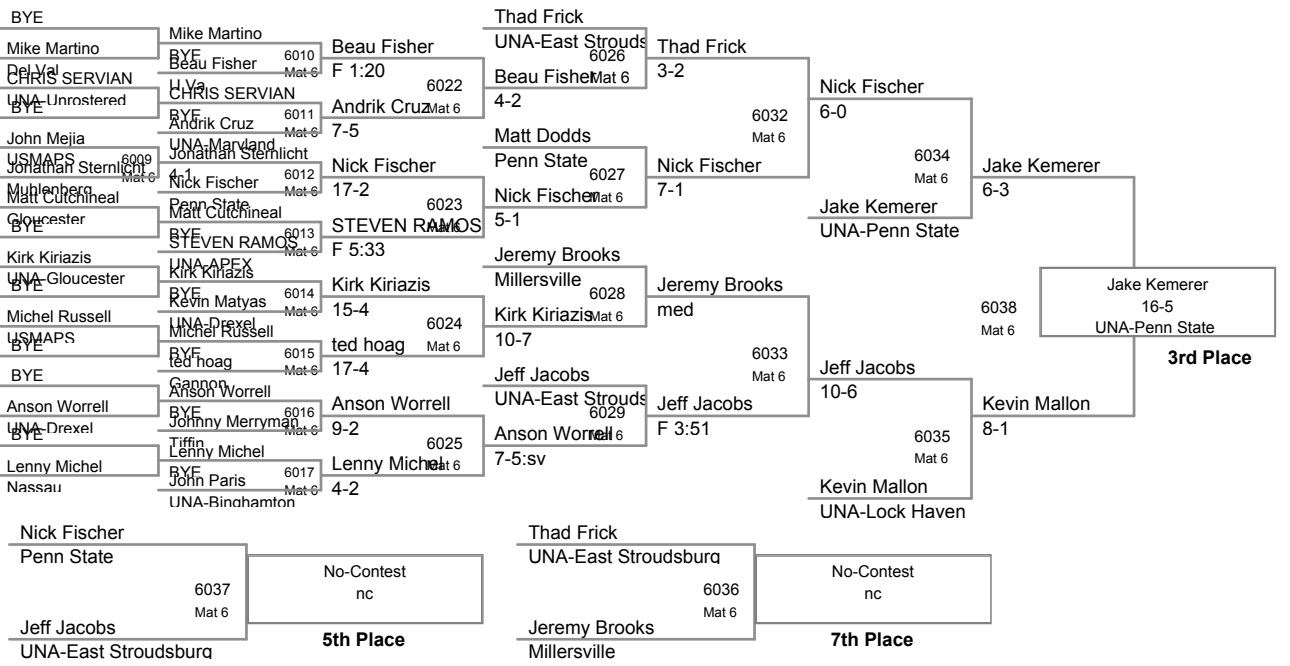 BYE
Mike Martino
Del Val
CHRIS SERVIAN
UNA-Unrostered
BYE
John Mejia
USMAPS
6009
Mat 6
Jonathan Sternlicht
Muhlenberg
Matt Cutchineal
Gloucester
BYE
Kirk Kiriazis
UNA-Gloucester
BYE
Michel Russell
USMAPS
BYE
BYE
Anson Worrell
UNA-Drexel
BYE
Lenny Michel
Nassau
Mike Martino
BYE
6010
Mat 6
Beau Fisher
U Va
CHRIS SERVIAN
BYE
6011
Mat 6
Andrik Cruz
UNA-Maryland
Jonathan Sternlicht
4-1
6012
Mat 6
Nick Fischer
Penn State
Matt Cutchineal
BYE
6013
Mat 6
STEVEN RAMOS
UNA-APEX
Kirk Kiriazis
BYE
6014
Mat 6
Kevin Matyas
UNA-Drexel
Michel Russell
BYE
6015
Mat 6
ted hoag
Gannon
Anson Worrell
BYE
6016
Mat 6
Johnny Merryman
Tiffin
Lenny Michel
BYE
6017
Mat 6
John Paris
UNA-Binghamton
Beau Fisher
F 1:20
6022
Mat 6
Andrik Cruz
7-5
Nick Fischer
17-2
6023
Mat 6
STEVEN RAMOS
F 5:33
Kirk Kiriazis
15-4
6024
Mat 6
ted hoag
17-4
Anson Worrell
9-2
6025
Mat 6
Lenny Michel
4-2
Thad Frick
UNA-East Strouds
6026
Mat 6
Beau Fisher
4-2
Matt Dodds
Penn State
6027
Mat 6
Nick Fischer
5-1
Jeremy Brooks
Millersville
6028
Mat 6
Kirk Kiriazis
10-7
Jeff Jacobs
UNA-East Strouds
6029
Mat 6
Anson Worrell
7-5:sv
Thad Frick
3-2
6032
Mat 6
Nick Fischer
7-1
Jeremy Brooks
med
6033
Mat 6
Jeff Jacobs
F 3:51
Nick Fischer
6-0
6034
Mat 6
Jake Kemerer
UNA-Penn State
Jeff Jacobs
10-6
6035
Mat 6
Kevin Mallon
UNA-Lock Haven
Jake Kemerer
6-3
6038
Mat 6
Kevin Mallon
8-1
Jake Kemerer
16-5
UNA-Penn State
3rd Place
Nick Fischer
Penn State
6037
Mat 6
Jeff Jacobs
UNA-East Stroudsburg
No-Contest
nc
5th Place
Thad Frick
UNA-East Stroudsburg
6036
Mat 6
Jeremy Brooks
Millersville
No-Contest
nc
7th Place